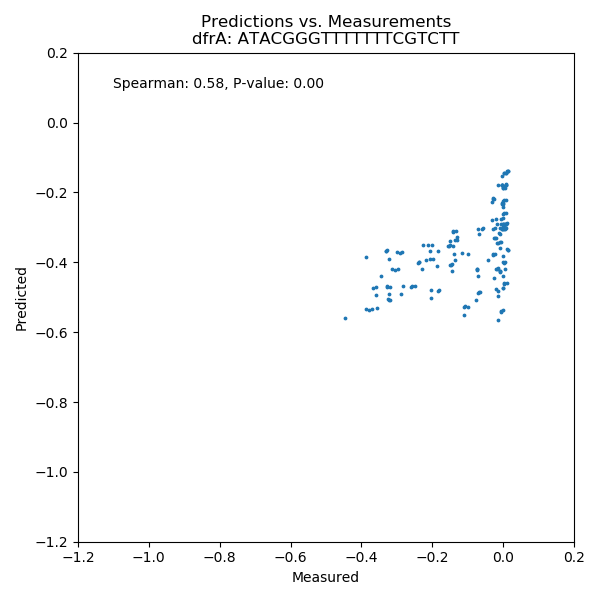 Predictions vs. Measurements
dfrA: ATACGGGTTTTTTTCGTCTT
Spearman: 0.58, P-value: 0.00
0.2
0.0
−0.2
−0.4
−0.6
−0.8
−1.0
−1.2
Predicted
−1.2 −1.0 −0.8 −0.6 −0.4 −0.2 0.0 0.2
Measured